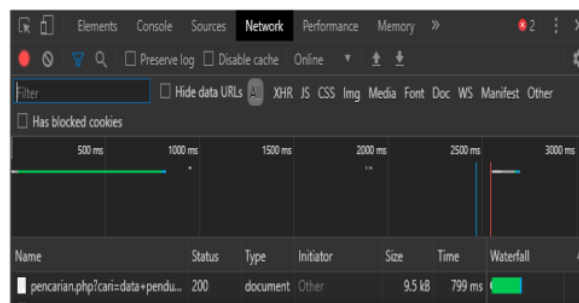 Elements Console Sources Network Performance Memory » 2
Preserve log Disable cache Online
Filter Hide data URLs All XHR JS CSS Img Media Font Doc WS Manifest Other
Has blocked cookies
500 ms 1000 ms 1500 ms 2000 ms 2500 ms 3000 ms
Name Status Type Initiator Size Time Waterfall
pencarian.php?cari=data+pendu... 200 document Other 9.5 kB 799 ms